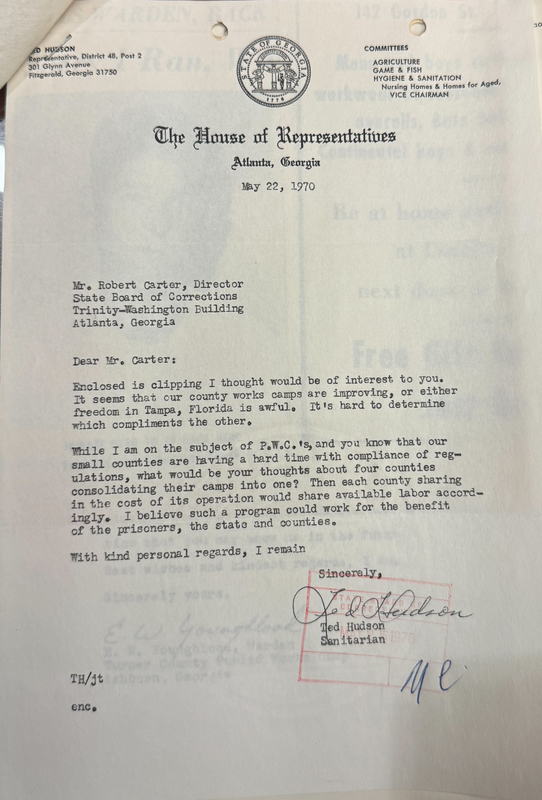 TED HUDSON
Representative, District 48, Post 2
301 Glynn Avenue
Fitzgerald, Georgia 31750
STATE OF GEORGIA
1776
COMMITTEES
AGRICULTURE
GAME & FISH
HYGIENE & SANITATION
Nursing Homes & Homes for Aged,
VICE CHAIRMAN
The House of Representatives
Atlanta, Georgia
May 22, 1970
Mr. Robert Carter, Director
State Board of Corrections
Trinity-Washington Building
Atlanta, Georgia
Dear Mr. Carter:
Enclosed is clipping I thought would be of interest to you.
It seems that our county works camps are improving, or either
freedom in Tampa, Florida is awful. It's hard to determine
which compliments the other.
While I am on the subject of P.W.C.'s, and you know that our
small counties are having a hard time with compliance of reg-
ulations, what would be your thoughts about four counties
consolidating their camps into one? Then each county sharing
in the cost of its operation would share available labor accord-
ingly. I believe such a program could work for the benefit
of the prisoners, the state and counties.
With kind personal regards, I remain
Sincerely,
Ted Hudson
Ted Hudson
Sanitarian
TH/jt
enc.